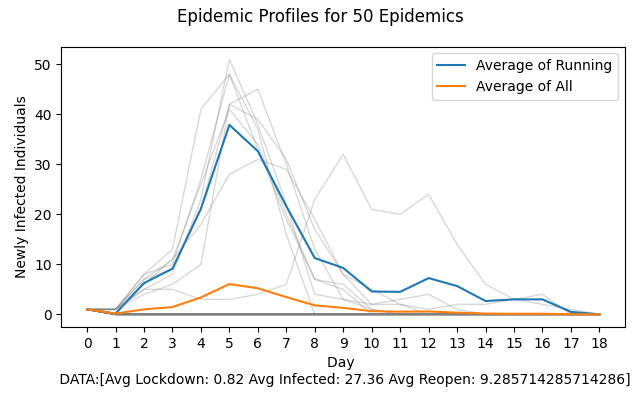 Epidemic Profiles for 50 Epidemics
Average of Running
Average of All
Newly Infected Individuals
50
40
30
20
10
0
0 1 2 3 4 5 6 7 8 9 10 11 12 13 14 15 16 17 18
Day
DATA:[Avg Lockdown: 0.82 Avg Infected: 27.36 Avg Reopen: 9.285714285714286]